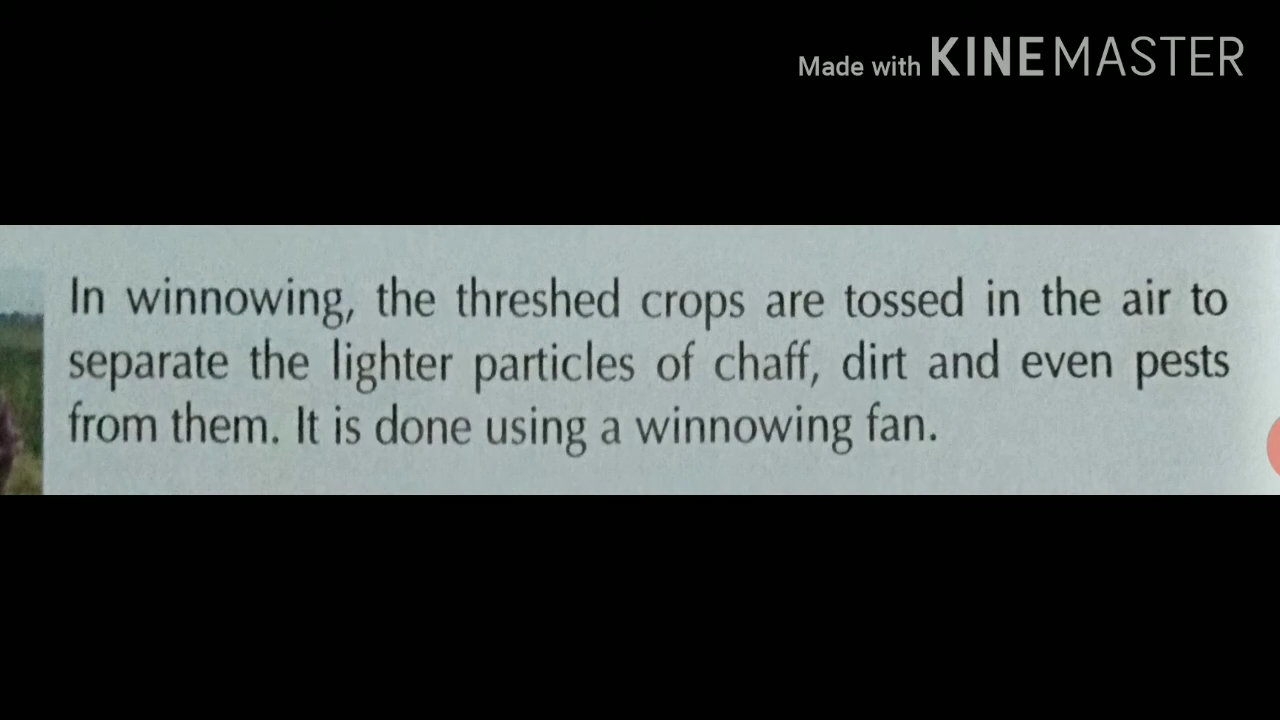 Made with KINEMASTER
In winnowing, the threshed crops are tossed in the air to
separate the lighter particles of chaff, dirt and even pests
from them. It is done using a winnowing fan.